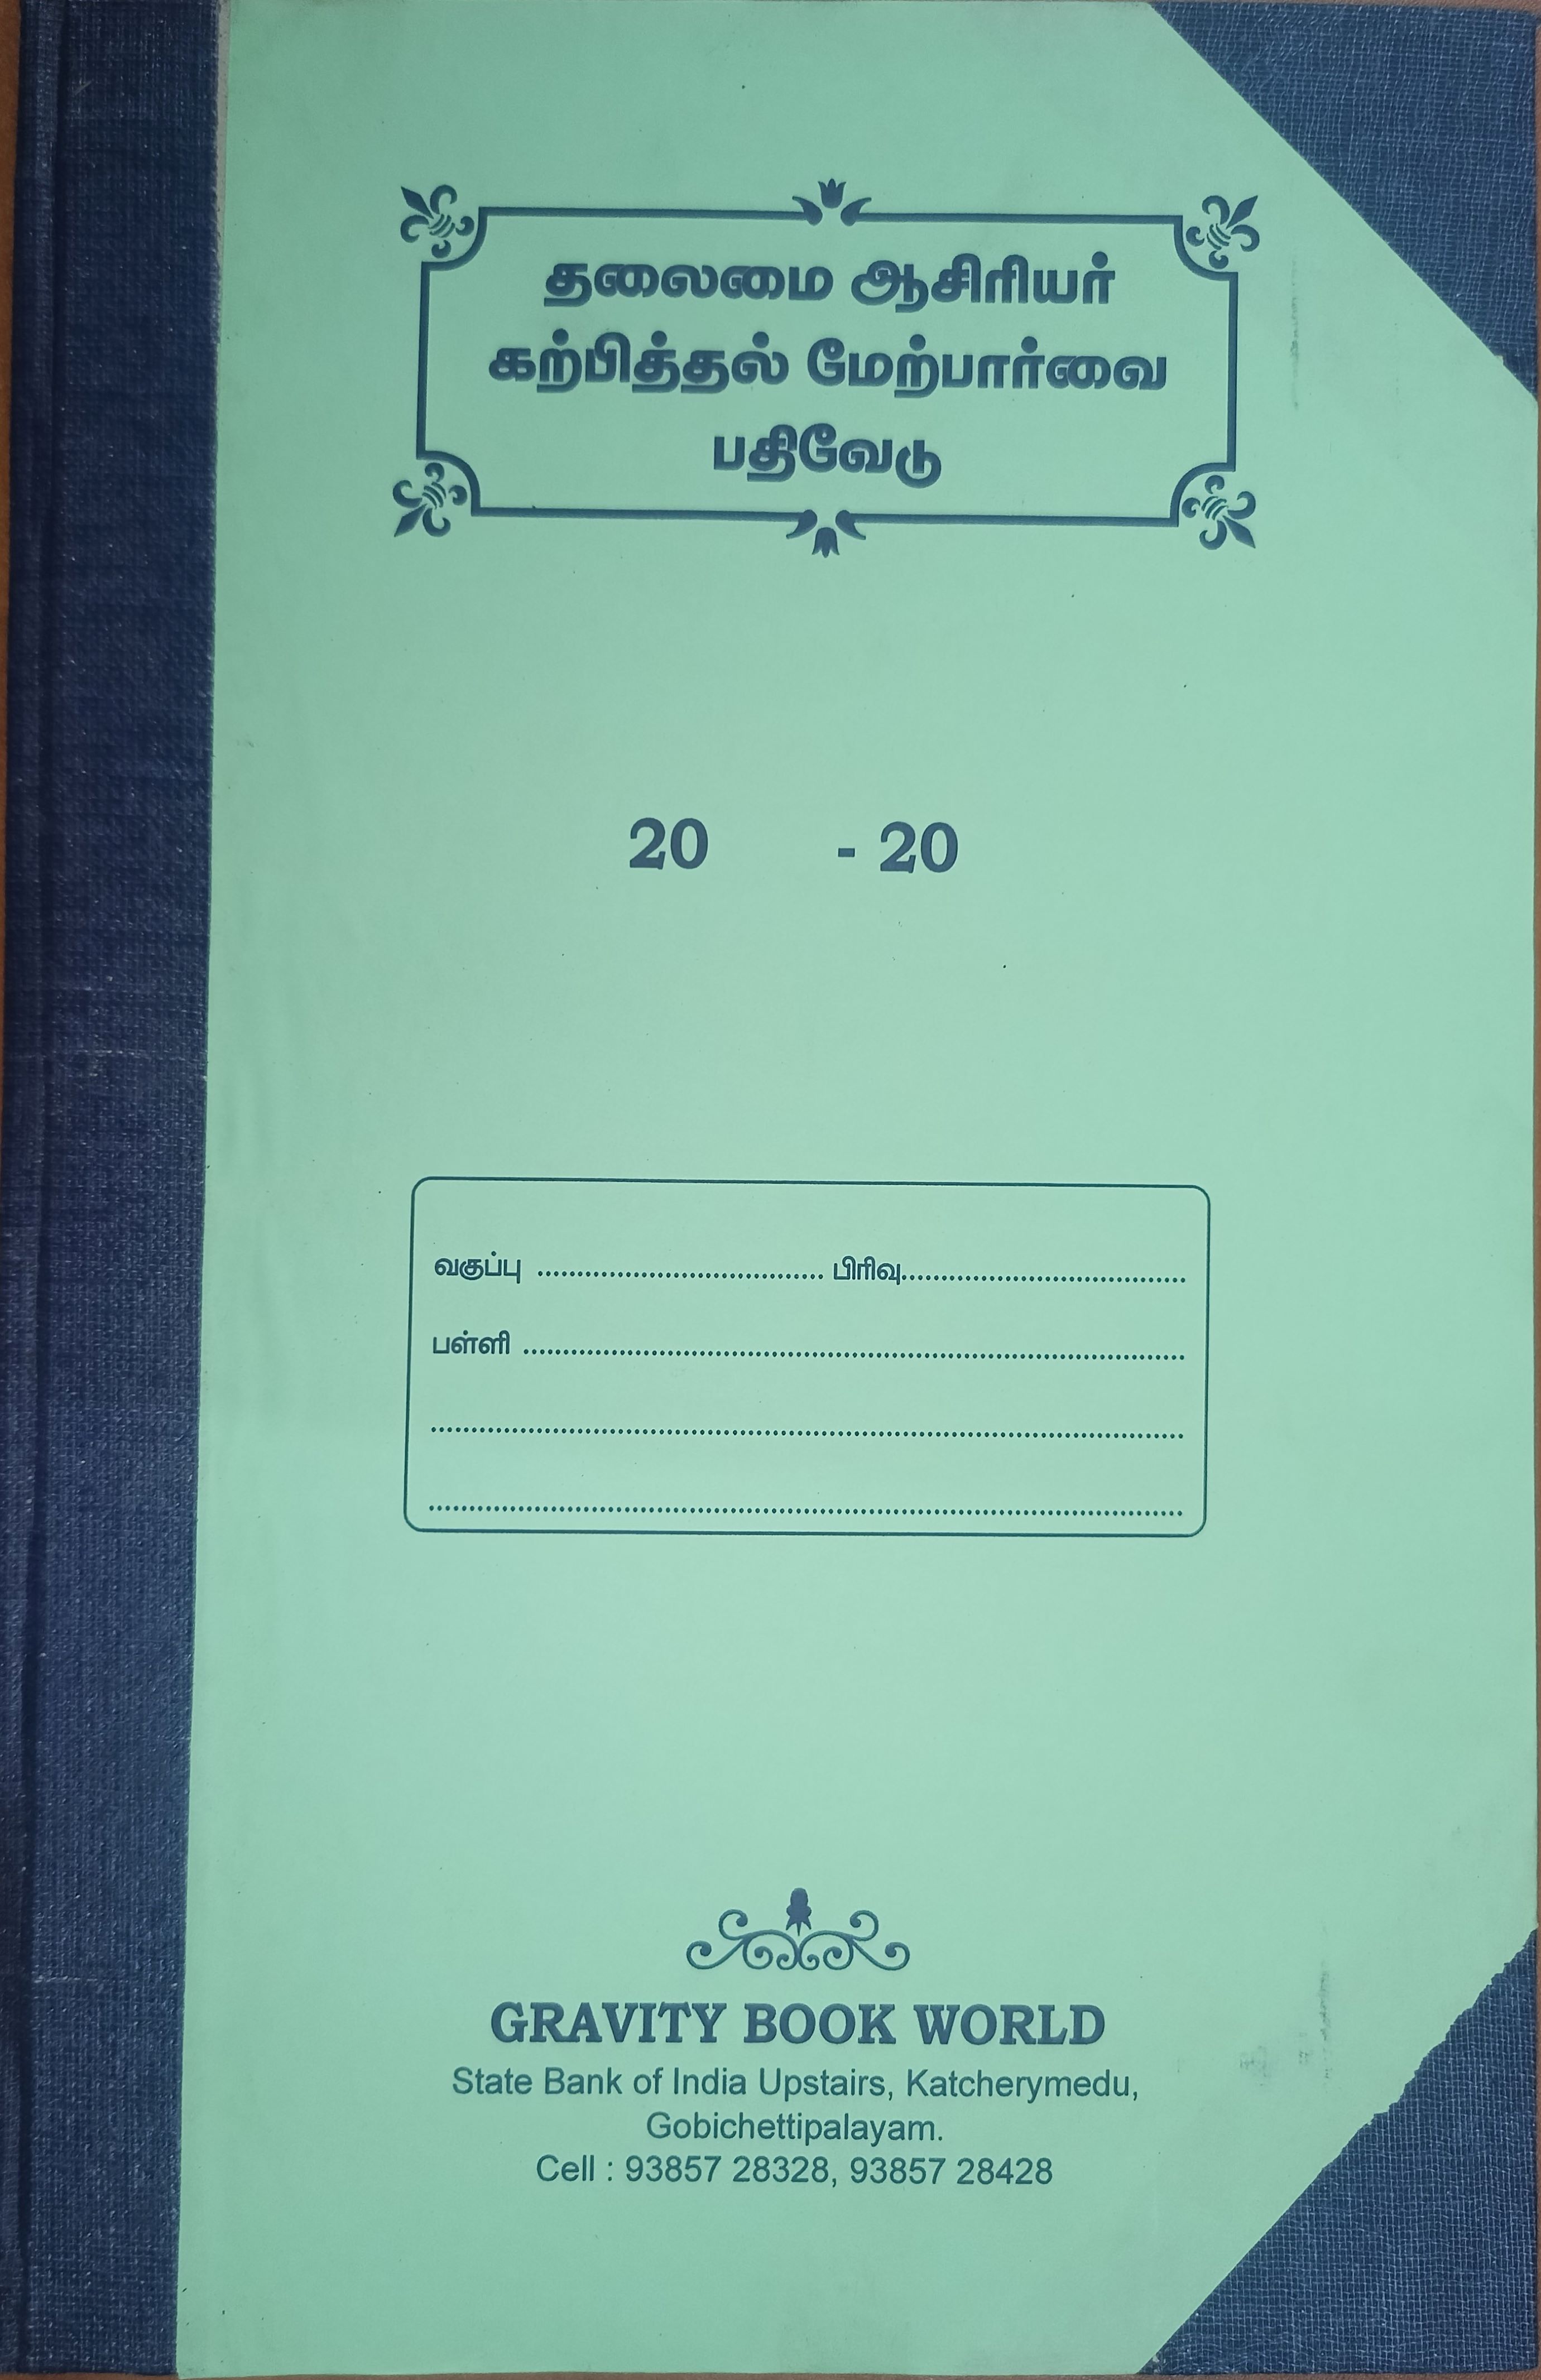 தலைமை ஆசிரியர்
கற்பித்தல் மேற்பார்வை
பதிவேடு
20 - 20
வகுப்பு .................................... பிரிவு....................................
பள்ளி ....................................................................................
................................................................................................
................................................................................................
GRAVITY BOOK WORLD
State Bank of India Upstairs, Katcherymedu,
Gobichettipalayam.
Cell : 93857 28328, 93857 28428